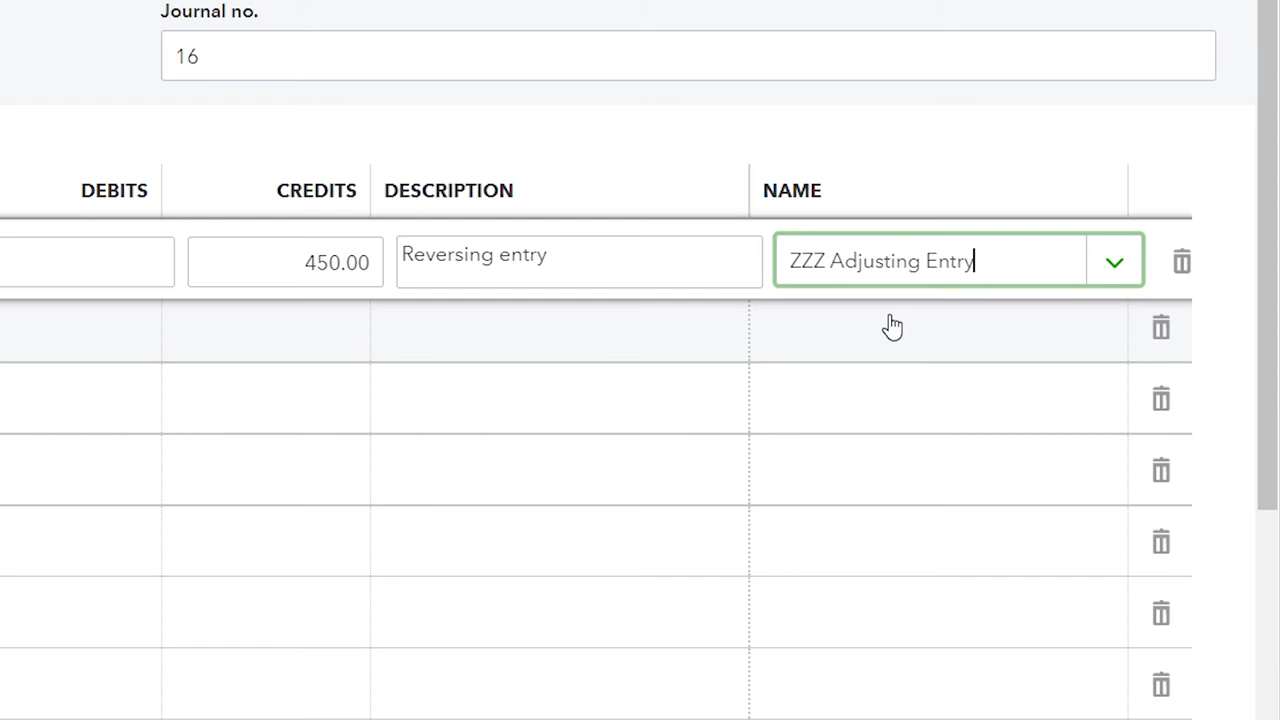 Journal no.
16
DEBITS CREDITS DESCRIPTION NAME
450.00 Reversing entry ZZZ Adjusting Entry